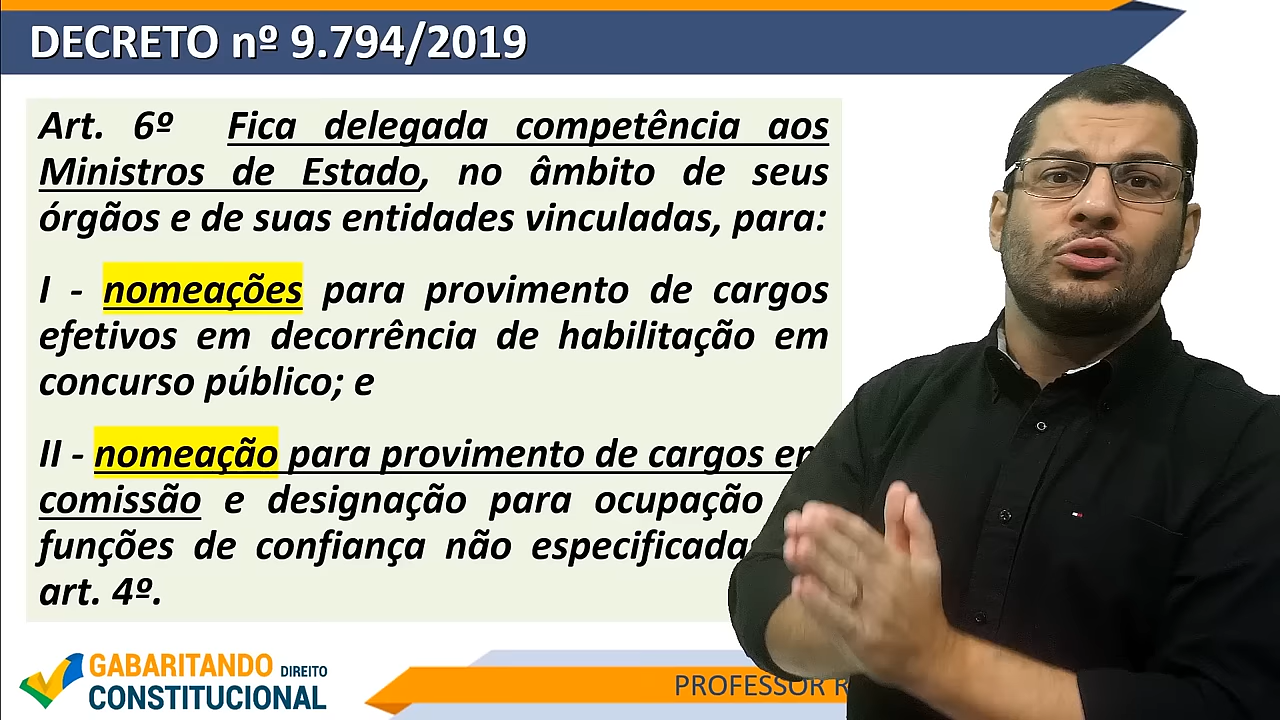 DECRETO nº 9.794/2019
Art. 6º Fica delegada competência aos
Ministros de Estado, no âmbito de seus
órgãos e de suas entidades vinculadas, para:
I - nomeações para provimento de cargos
efetivos em decorrência de habilitação em
concurso público; e
II - nomeação para provimento de cargos
comissão e designação para ocupação
funções de confiança não
art. 4º.
GABARITANDO DIREITO
CONSTITUCIONAL
PROFESSOR